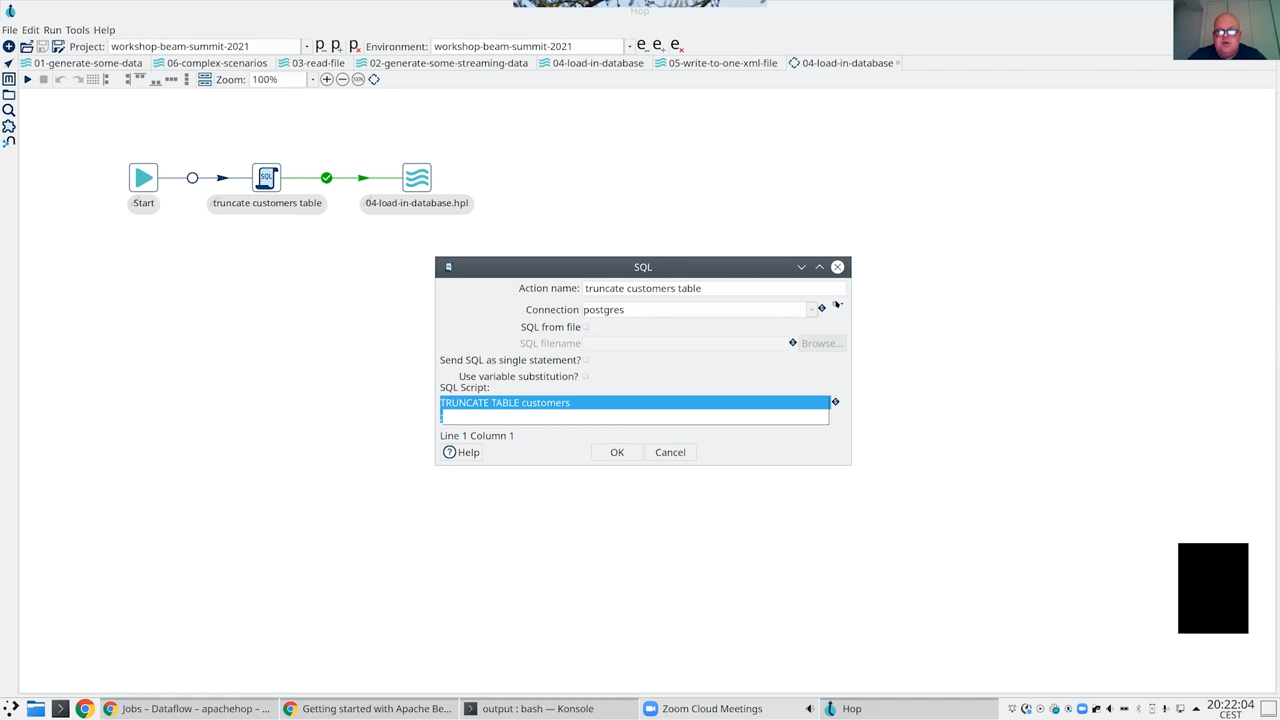 Hop
File Edit Run Tools Help
Project: workshop-beam-summit-2021 Environment: workshop-beam-summit-2021
01-generate-some-data 06-complex-scenarios 03-read-file 02-generate-some-streaming-data 04-load-in-database 05-write-to-one-xml-file 04-load-in-database
Zoom: 100%
SQL
Start truncate customers table 04-load-in-database.hpl
SQL
Action name: truncate customers table
Connection postgres
SQL from file
SQL filename Browse...
Send SQL as single statement?
Use variable substitution?
SQL Script:
TRUNCATE TABLE customers
;
Line 1 Column 1
Help OK Cancel
Jobs – Dataflow – apachehop – ... Getting started with Apache Be... output : bash — Konsole Zoom Cloud Meetings Hop 20:22:04
CEST